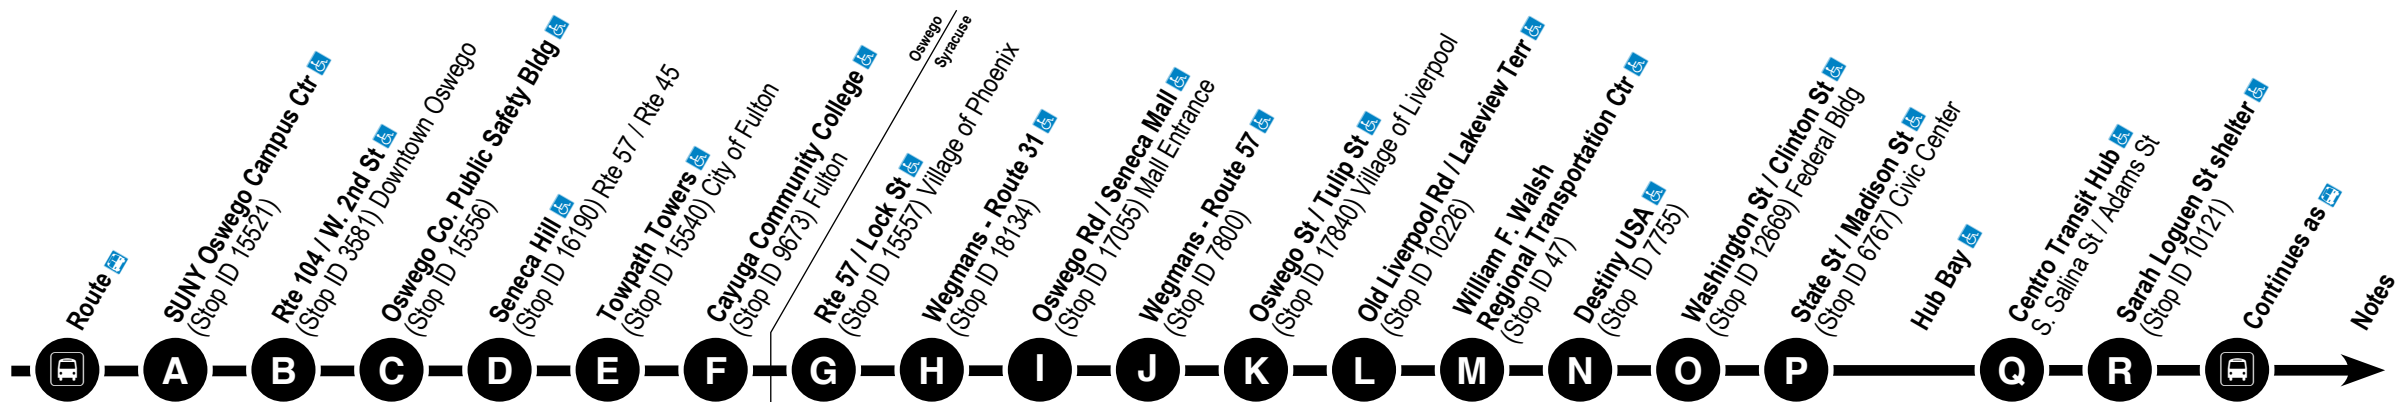 Route
SUNY Oswego Campus Ctr
(Stop ID 15521)
Rte 104 / W. 2nd St
(Stop ID 3581) Downtown Oswego
Oswego Co. Public Safety Bldg
(Stop ID 15556)
Seneca Hill
(Stop ID 16190) Rte 57 / Rte 45
Towpath Towers
(Stop ID 15540) City of Fulton
Cayuga Community College
(Stop ID 9673) Fulton
Oswego
Syracuse
Rte 57 / Lock St
(Stop ID 15557) Village of Phoenix
Wegmans - Route 31
(Stop ID 18134)
Oswego Rd / Seneca Mall
(Stop ID 17055) Mall Entrance
Wegmans - Route 57
(Stop ID 7800)
Oswego St / Tulip St
(Stop ID 17840) Village of Liverpool
Old Liverpool Rd / Lakeview Terr
(Stop ID 10226)
William F. Walsh
Regional Transportation Ctr
(Stop ID 47)
Destiny USA
(Stop ID 7755)
Washington St / Clinton St
(Stop ID 12669) Federal Bldg
State St / Madison St
(Stop ID 6767) Civic Center
Hub Bay
Centro Transit Hub
S. Salina St / Adams St
Sarah Loguen St shelter
(Stop ID 10121)
Continues as
Notes
A B C D E F G H I J K L M N O P Q R